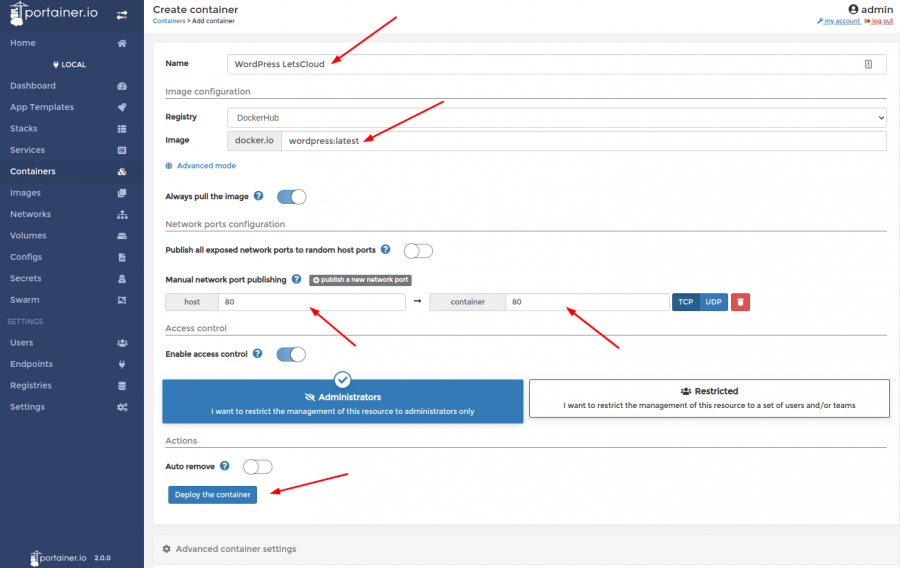 portainer.io
Home
LOCAL
Dashboard
App Templates
Stacks
Services
Containers
Images
Networks
Volumes
Configs
Secrets
Swarm
SETTINGS
Users
Endpoints
Registries
Settings
portainer.io 2.0.0
Create container
Containers > Add container
admin
my account log out
Name WordPress LetsCloud
Image configuration
Registry DockerHub
Image docker.io wordpress:latest
Advanced mode
Always pull the image ?
Network ports configuration
Publish all exposed network ports to random host ports ?
Manual network port publishing ? publish a new network port
host 80 → container 80 TCP UDP
Access control
Enable access control ?
Administrators
I want to restrict the management of this resource to administrators only
Restricted
I want to restrict the management of this resource to a set of users and/or teams
Actions
Auto remove ?
Deploy the container
Advanced container settings